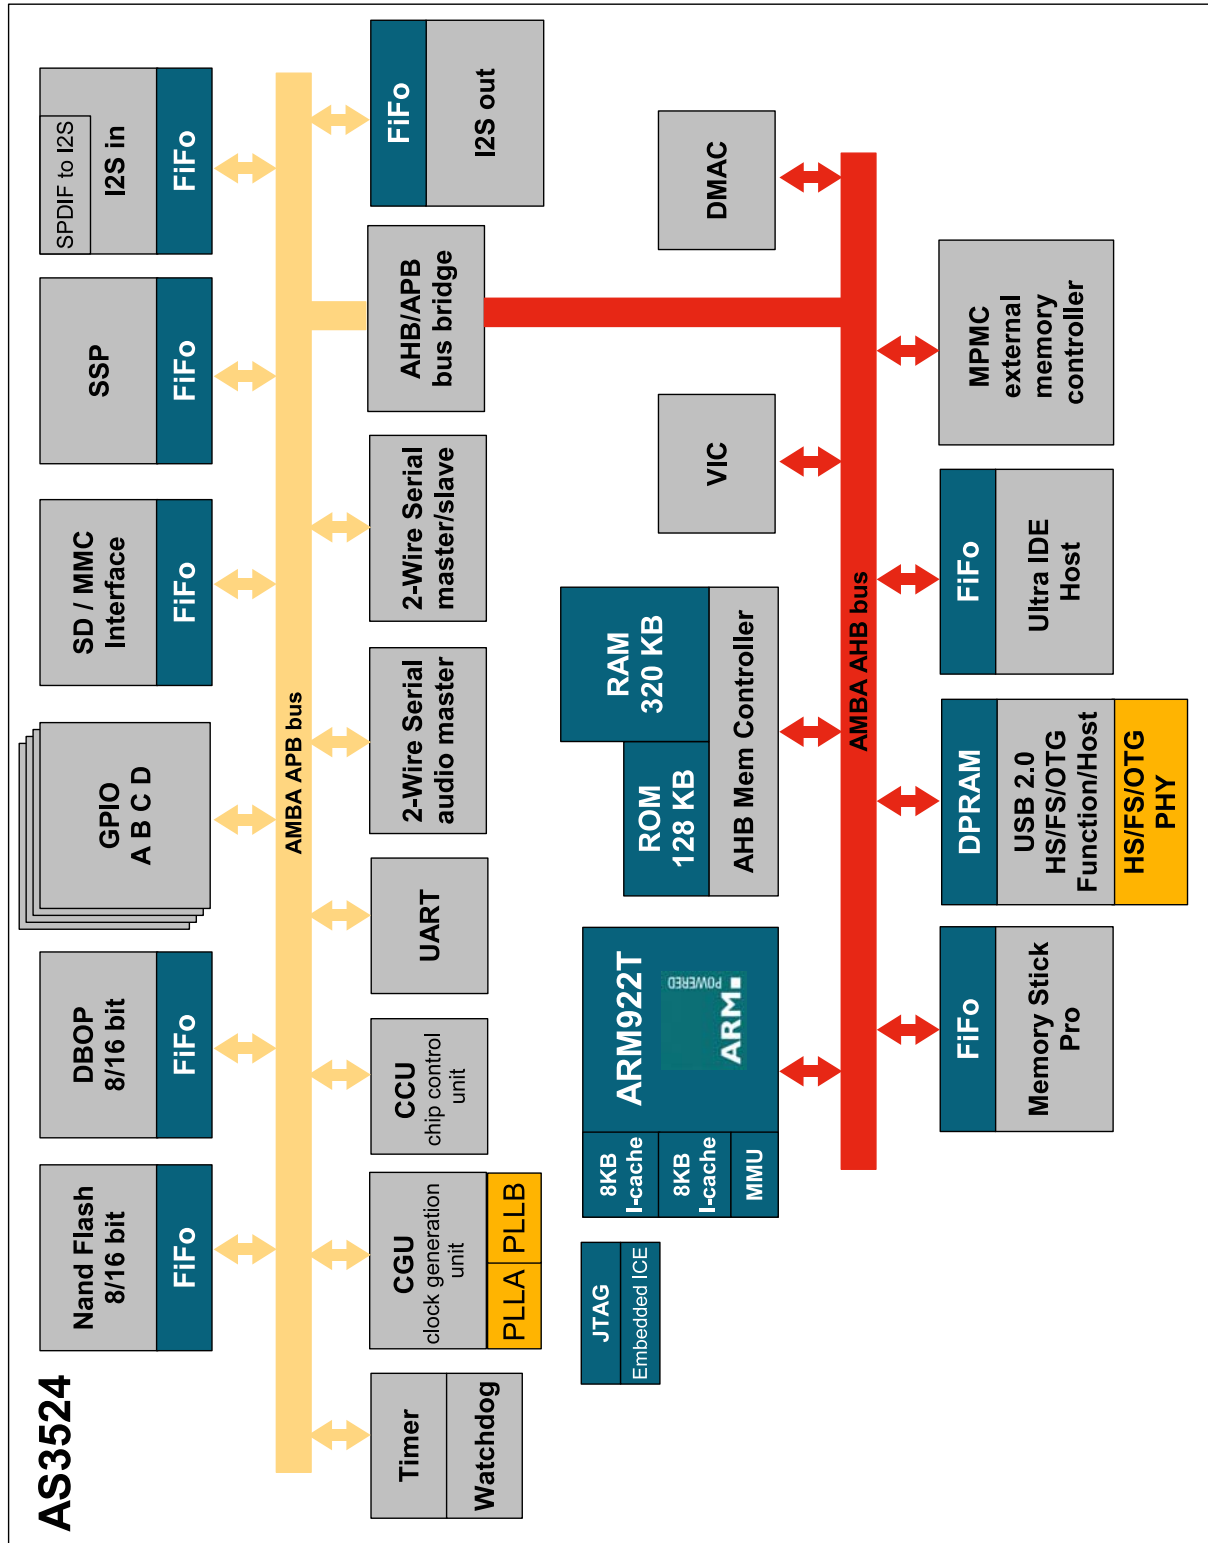 AS3524
Nand Flash
8/16 bit
FiFo
DBOP
8/16 bit
FiFo
GPIO
A B C D
SD / MMC
Interface
FiFo
SSP
FiFo
SPDIF to I2S
I2S in
FiFo
AMBA APB bus
Timer
Watchdog
CGU
clock generation
unit
PLLA
PLLB
CCU
chip control
unit
UART
2-Wire Serial
audio master
2-Wire Serial
master/slave
AHB/APB
bus bridge
FiFo
I2S out
JTAG
Embedded ICE
8KB
I-cache
8KB
I-cache
MMU
ARM922T
ARM
POWERED
ROM
128 KB
RAM
320 KB
AHB Mem Controller
VIC
DMAC
AMBA AHB bus
FiFo
Memory Stick
Pro
DPRAM
USB 2.0
HS/FS/OTG
Function/Host
HS/FS/OTG
PHY
FiFo
Ultra IDE
Host
MPMC
external
memory
controller